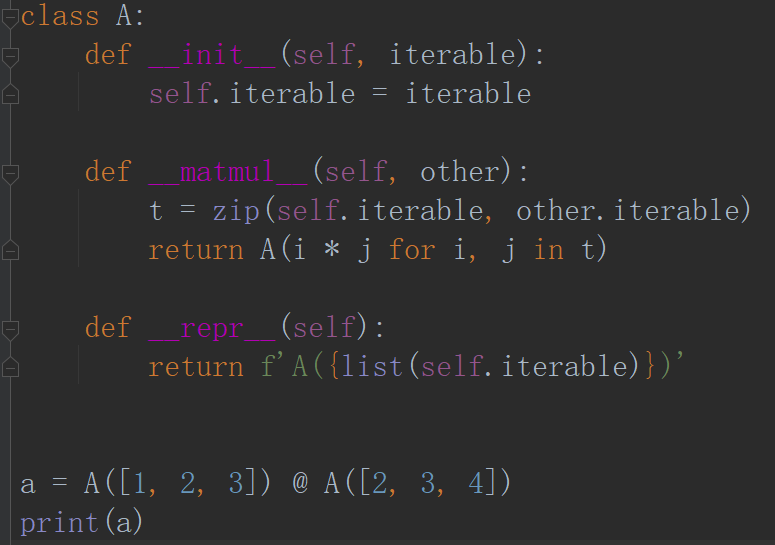 class A:
    def __init__(self, iterable):
        self.iterable = iterable

    def __matmul__(self, other):
        t = zip(self.iterable, other.iterable)
        return A(i * j for i, j in t)

    def __repr__(self):
        return f'A({list(self.iterable)})'


a = A([1, 2, 3]) @ A([2, 3, 4])
print(a)